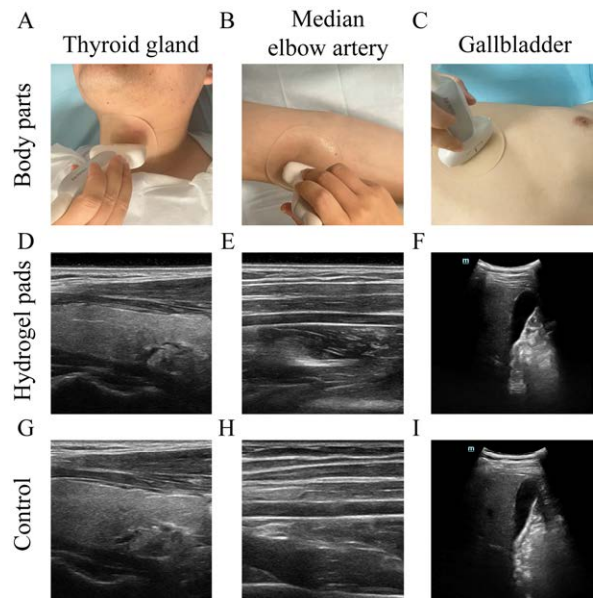 A
B
C
Thyroid gland
Median
elbow artery
Gallbladder
Body parts
D
E
F
Hydrogel pads
m
G
H
I
Control
m